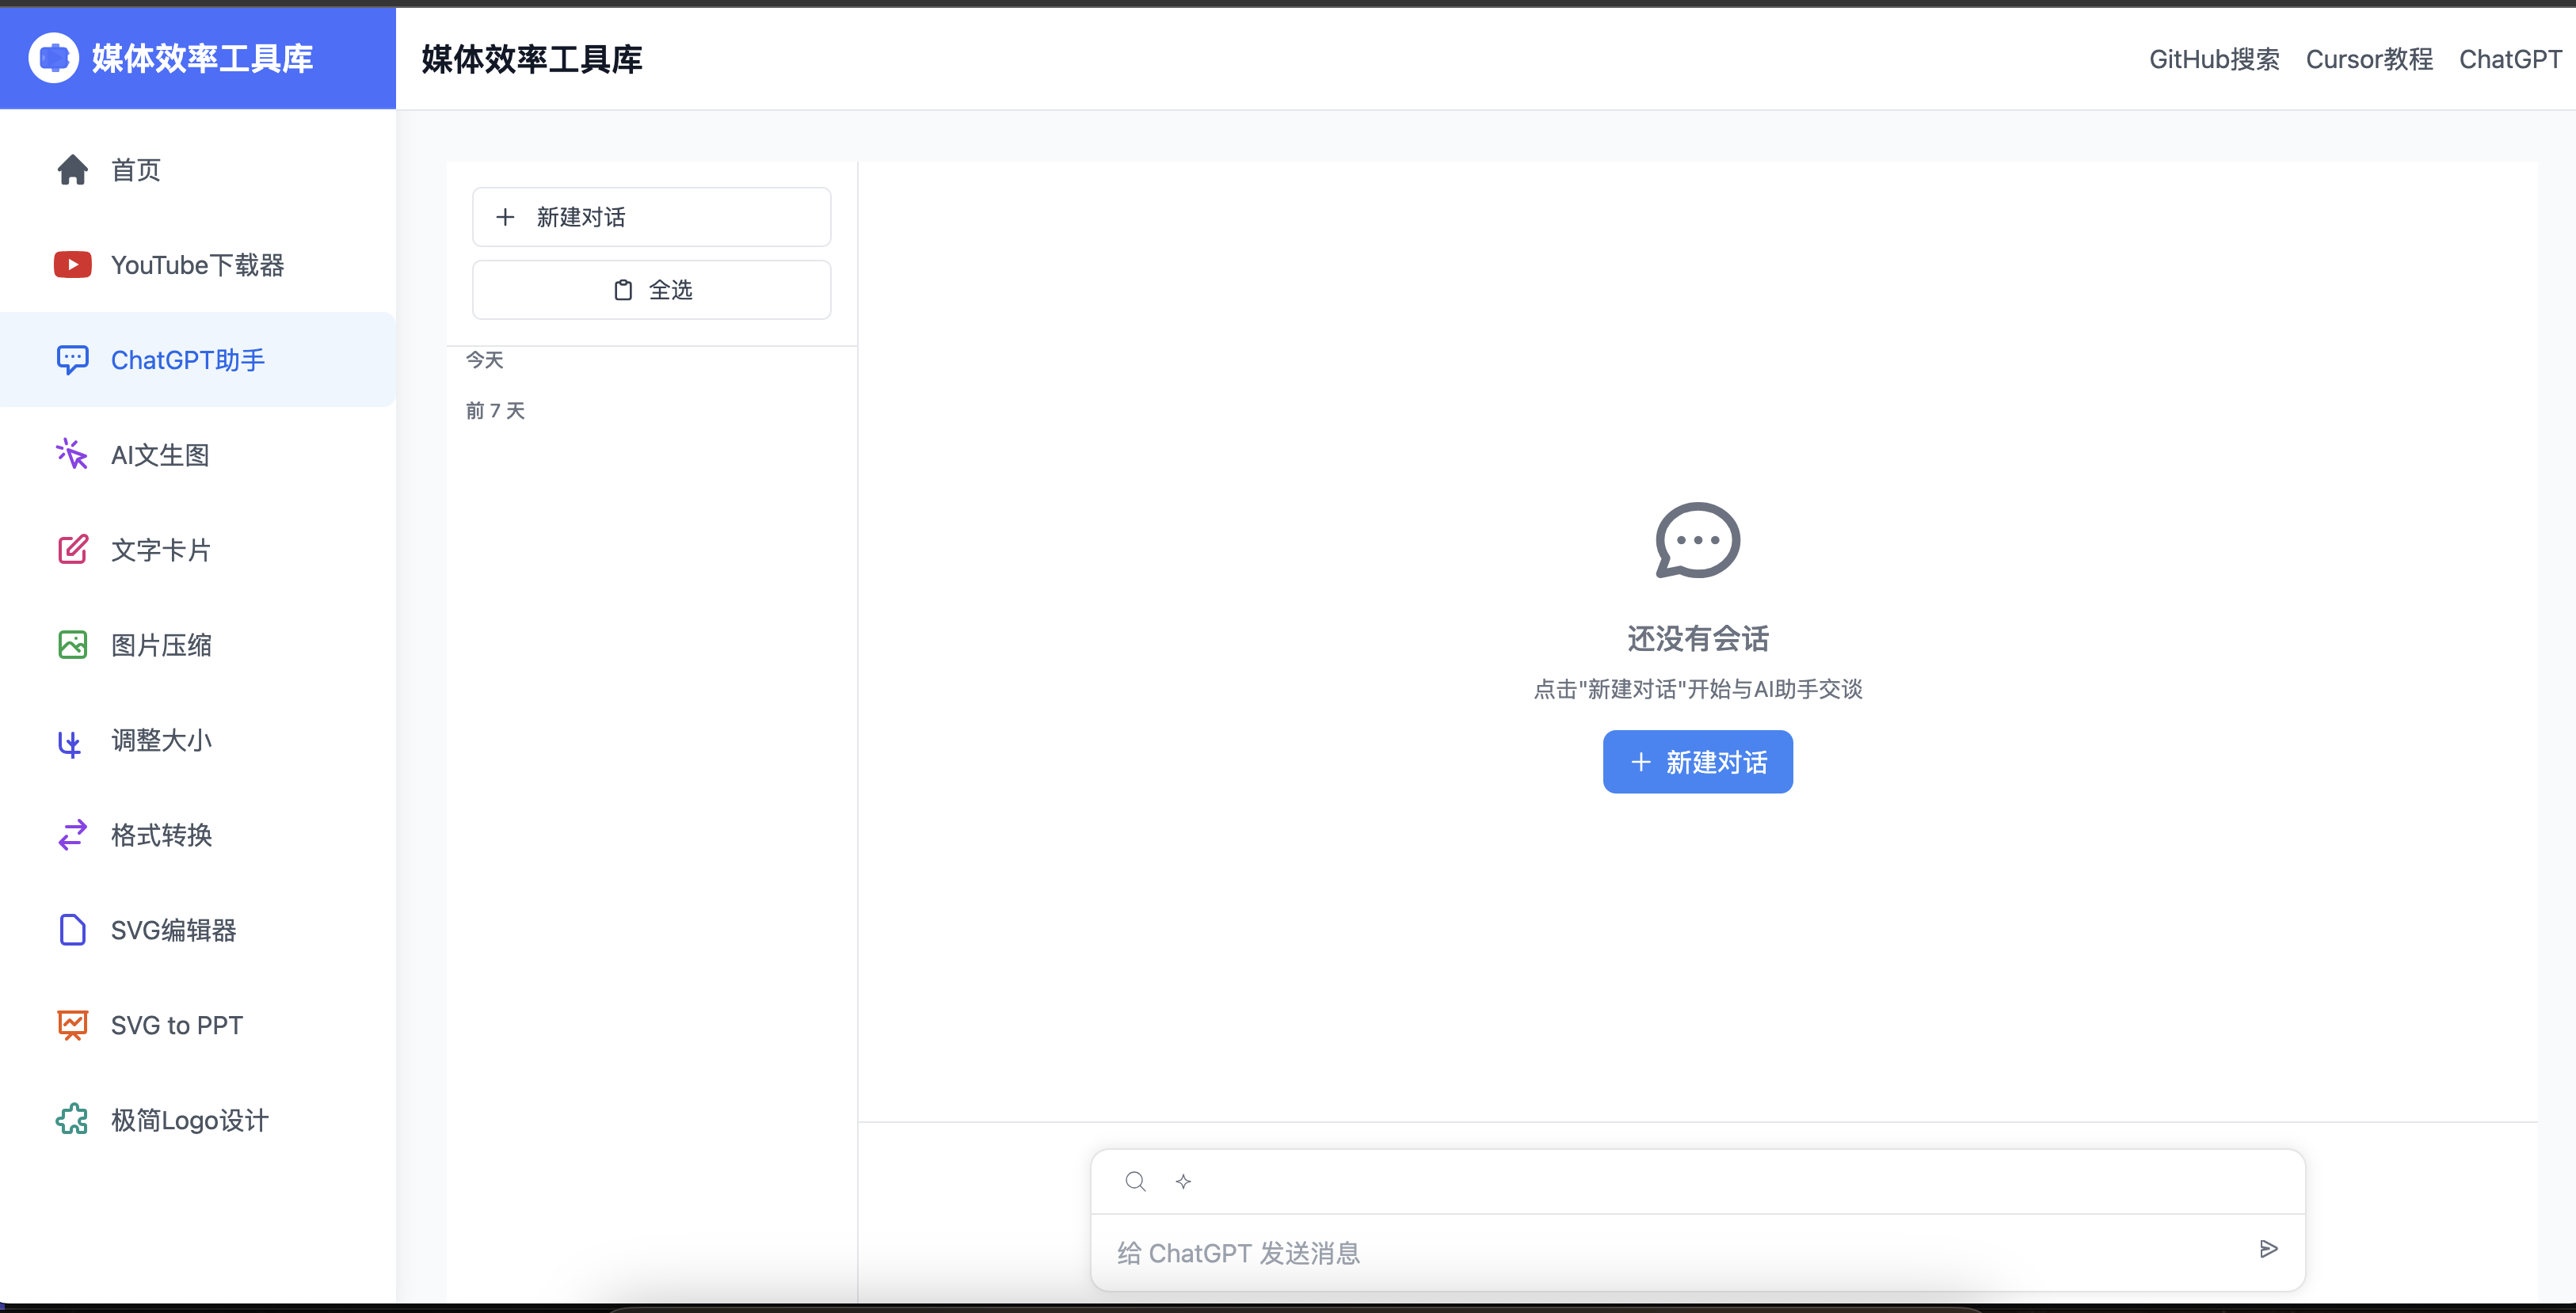 媒体效率工具库
媒体效率工具库
GitHub搜索 Cursor教程 ChatGPT
首页
YouTube下载器
ChatGPT助手
AI文生图
文字卡片
图片压缩
调整大小
格式转换
SVG编辑器
SVG to PPT
极简Logo设计
新建对话
全选
今天
前 7 天
还没有会话
点击"新建对话"开始与AI助手交谈
新建对话
给 ChatGPT 发送消息